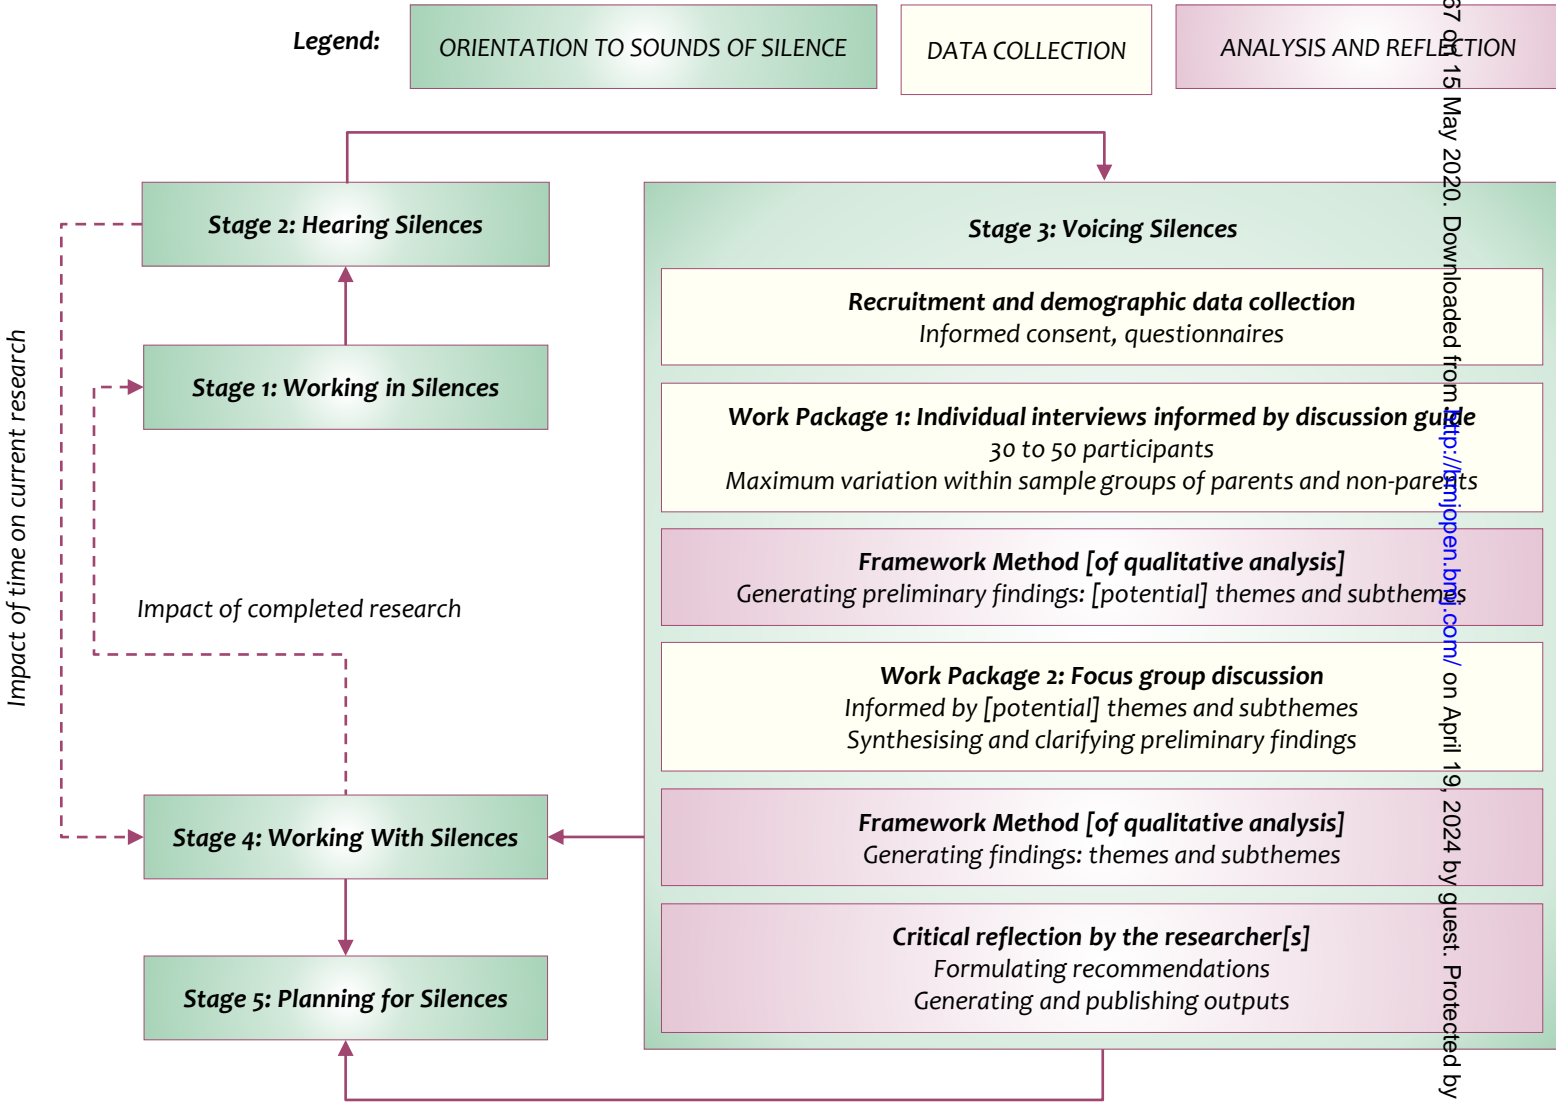 Legend:
ORIENTATION TO SOUNDS OF SILENCE
DATA COLLECTION
ANALYSIS AND REFLECTION
Stage 2: Hearing Silences
Stage 1: Working in Silences
Impact of time on current research
Impact of completed research
Stage 4: Working With Silences
Stage 5: Planning for Silences
Stage 3: Voicing Silences
Recruitment and demographic data collection
Informed consent, questionnaires
Work Package 1: Individual interviews informed by discussion guide
30 to 50 participants
Maximum variation within sample groups of parents and non-parents
Framework Method [of qualitative analysis]
Generating preliminary findings: [potential] themes and subthemes
Work Package 2: Focus group discussion
Informed by [potential] themes and subthemes
Synthesising and clarifying preliminary findings
Framework Method [of qualitative analysis]
Generating findings: themes and subthemes
Critical reflection by the researcher[s]
Formulating recommendations
Generating and publishing outputs
67 on 15 May 2020. Downloaded from http://bmjopen.bmj.com/ on April 19, 2024 by guest. Protected by